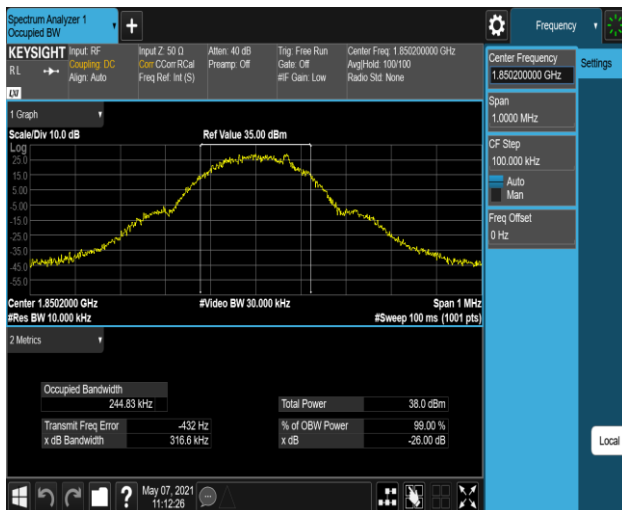 Spectrum Analyzer 1
Occupied BW
+
Frequency
KEYSIGHT
RL
LXI
Input: RF
Coupling: DC
Align: Auto
Input Z: 50 Ω
Corr CCorr RCal
Freq Ref: Int (S)
Atten: 40 dB
Preamp: Off
Trig: Free Run
Gate: Off
#IF Gain: Low
Center Freq: 1.850200000 GHz
Avg|Hold: 100/100
Radio Std: None
Center Frequency
1.850200000 GHz
Settings
Span
1.0000 MHz
CF Step
100.000 kHz
Auto
Man
Freq Offset
0 Hz
Local
1 Graph
Scale/Div 10.0 dB
Ref Value 35.00 dBm
Log
25.0
15.0
5.00
-5.00
-15.0
-25.0
-35.0
-45.0
-55.0
Center 1.8502000 GHz
#Video BW 30.000 kHz
Span 1 MHz
#Res BW 10.000 kHz
#Sweep 100 ms (1001 pts)
2 Metrics
Occupied Bandwidth
244.83 kHz
Total Power 38.0 dBm
Transmit Freq Error -432 Hz
% of OBW Power 99.00 %
x dB Bandwidth 316.6 kHz
x dB -26.00 dB
?
May 07, 2021
11:12:26